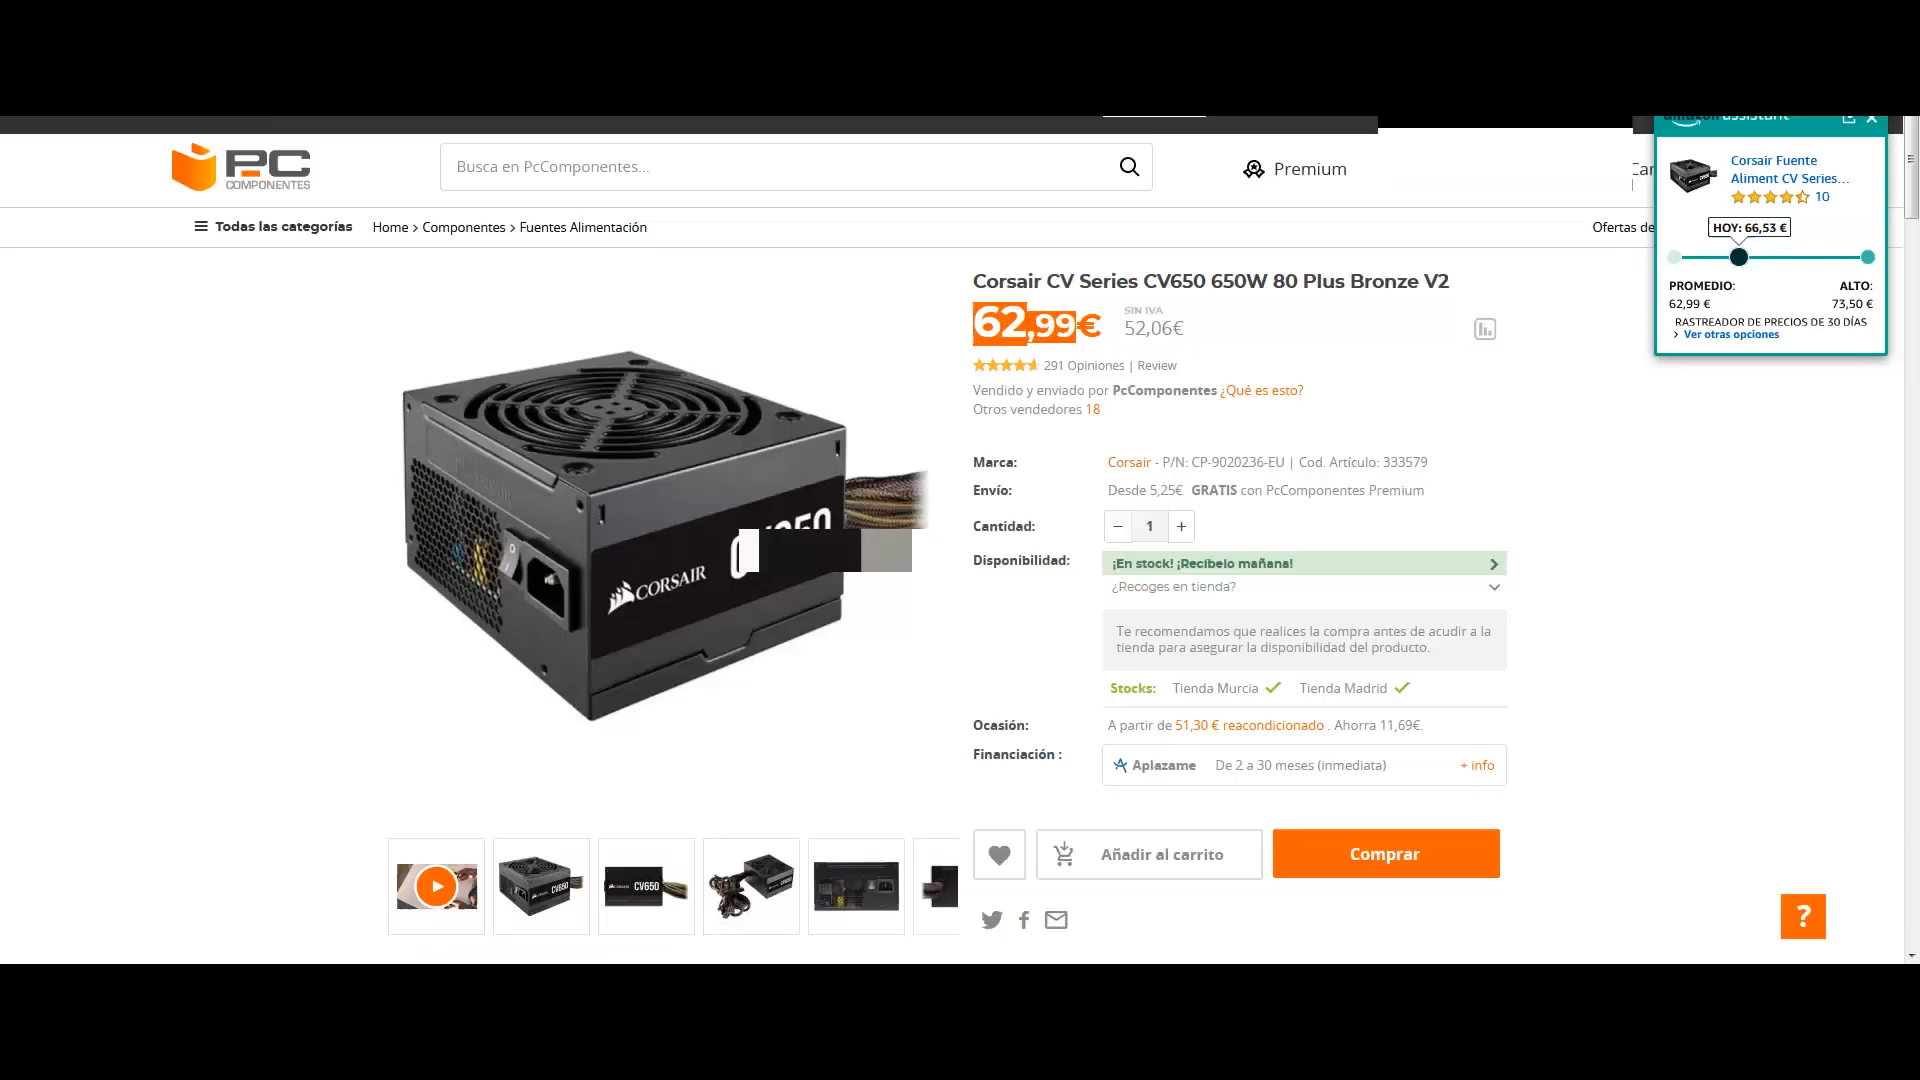 PC
COMPONENTES
Busca en PcComponentes...
Premium
Todas las categorías
Home > Componentes > Fuentes Alimentación
Ofertas de
Corsair Fuente
Aliment CV Series...
10
HOY: 66,53 €
PROMEDIO: ALTO:
62,99 € 73,50 €
RASTREADOR DE PRECIOS DE 30 DÍAS
> Ver otras opciones
Corsair CV Series CV650 650W 80 Plus Bronze V2
62,99€
SIN IVA
52,06€
291 Opiniones | Review
Vendido y enviado por PcComponentes ¿Qué es esto?
Otros vendedores 18
Marca: Corsair - P/N: CP-9020236-EU | Cod. Artículo: 333579
Envío: Desde 5,25€ GRATIS con PcComponentes Premium
Cantidad: − 1 +
Disponibilidad: ¡En stock! ¡Recíbelo mañana!
¿Recoges en tienda?
Te recomendamos que realices la compra antes de acudir a la
tienda para asegurar la disponibilidad del producto.
Stocks: Tienda Murcia Tienda Madrid
Ocasión: A partir de 51,30 € reacondicionado . Ahorra 11,69€.
Financiación : Aplazame De 2 a 30 meses (inmediata) + info
Añadir al carrito
Comprar
CORSAIR
CV650
CV650
?